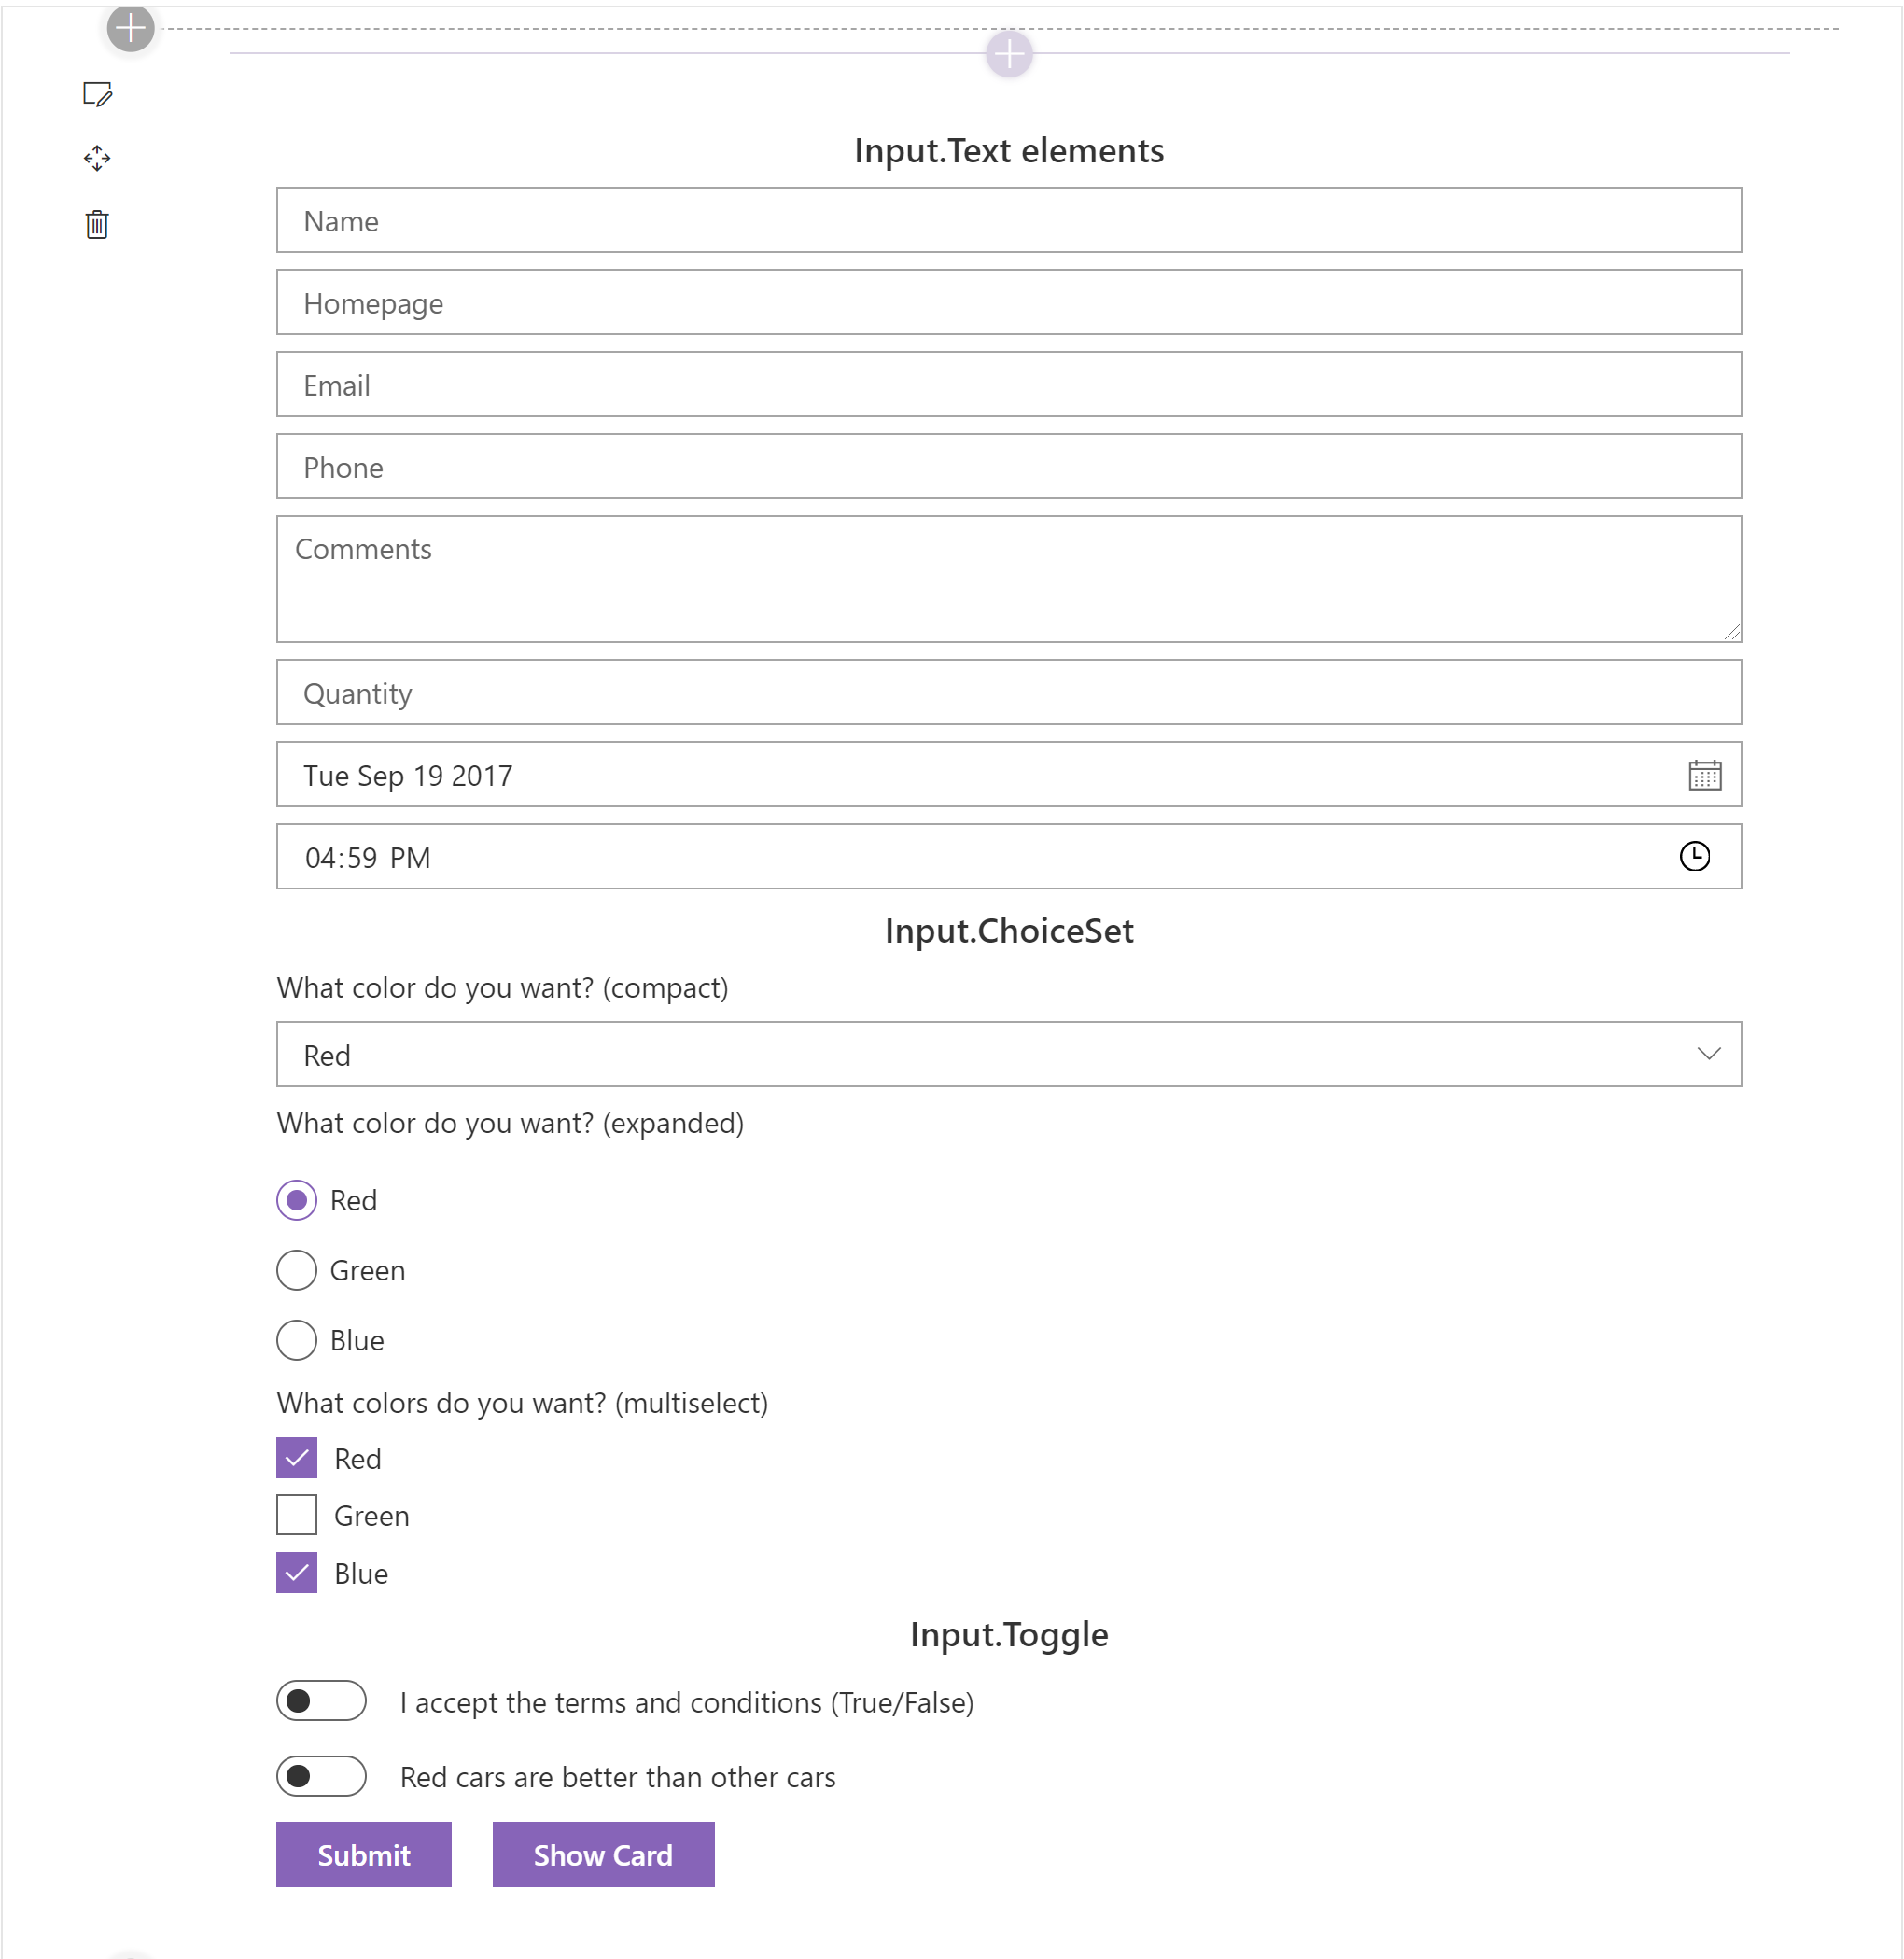 Input.Text elements
Name
Homepage
Email
Phone
Comments
Quantity
Tue Sep 19 2017
04:59 PM
Input.ChoiceSet
What color do you want? (compact)
Red
What color do you want? (expanded)
Red
Green
Blue
What colors do you want? (multiselect)
Red
Green
Blue
Input.Toggle
I accept the terms and conditions (True/False)
Red cars are better than other cars
Submit Show Card